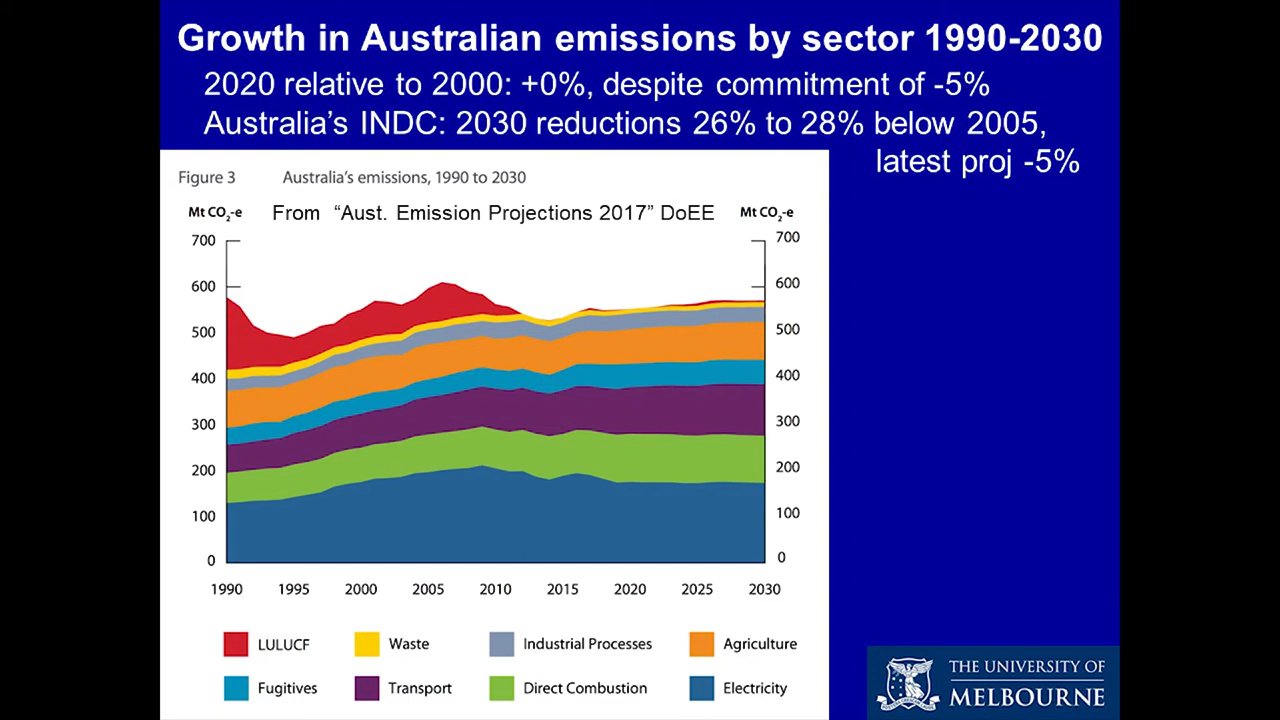 Growth in Australian emissions by sector 1990-2030
2020 relative to 2000: +0%, despite commitment of -5%
Australia's INDC: 2030 reductions 26% to 28% below 2005,
latest proj -5%
Figure 3 Australia's emissions, 1990 to 2030
Mt CO2-e From "Aust. Emission Projections 2017" DoEE Mt CO2-e
700 700
600 600
500 500
400 400
300 300
200 200
100 100
0 0
1990 1995 2000 2005 2010 2015 2020 2025 2030
LULUCF Waste Industrial Processes Agriculture
Fugitives Transport Direct Combustion Electricity
THE UNIVERSITY OF
MELBOURNE